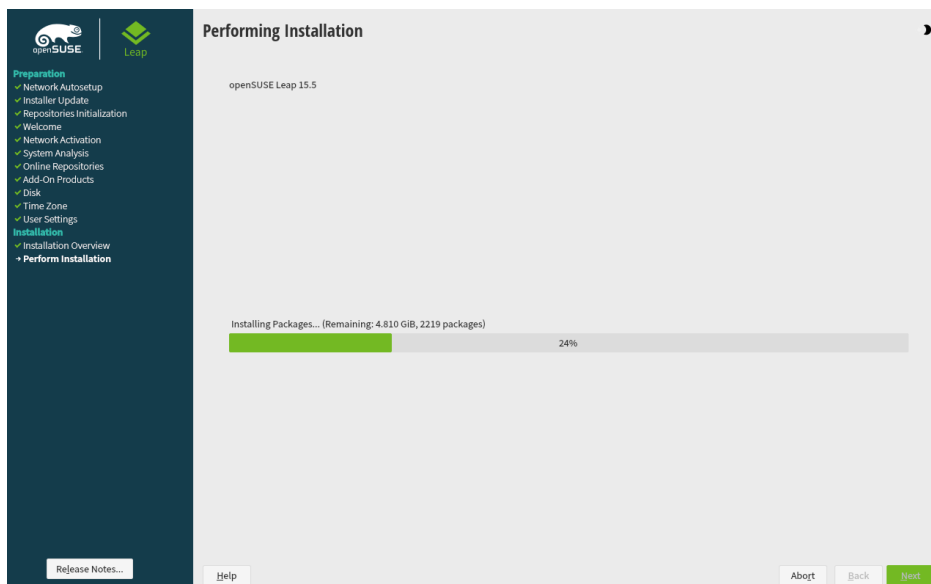 openSUSE
Leap
Preparation
Network Autosetup
Installer Update
Repositories Initialization
Welcome
Network Activation
System Analysis
Online Repositories
Add-On Products
Disk
Time Zone
User Settings
Installation
Installation Overview
Perform Installation
Release Notes...
Performing Installation
openSUSE Leap 15.5
Installing Packages... (Remaining: 4.810 GiB, 2219 packages)
24%
Help
Abort
Back
Next